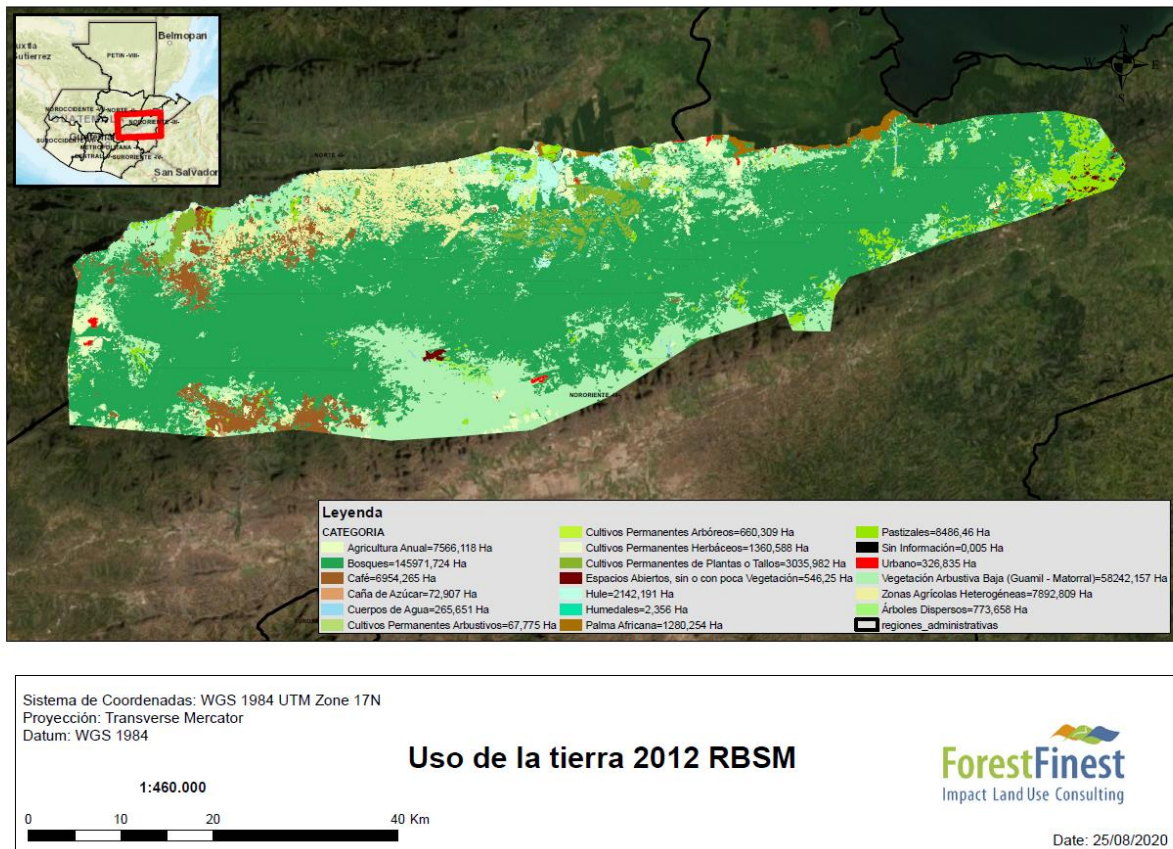 Belmopan
PETIN -VIII-
San Salvador
N
W
E
S
NORTE -II-
NORORIENTE -III-
Leyenda
CATEGORIA
Agricultura Anual=7566,118 Ha
Bosques=145971,724 Ha
Café=6954,265 Ha
Caña de Azúcar=72,907 Ha
Cuerpos de Agua=265,651 Ha
Cultivos Permanentes Arbustivos=67,775 Ha
Cultivos Permanentes Arbóreos=660,309 Ha
Cultivos Permanentes Herbáceos=1360,588 Ha
Cultivos Permanentes de Plantas o Tallos=3035,982 Ha
Espacios Abiertos, sin o con poca Vegetación=546,25 Ha
Hule=2142,191 Ha
Humedales=2,356 Ha
Palma Africana=1280,254 Ha
Pastizales=8486,46 Ha
Sin Información=0,005 Ha
Urbano=326,835 Ha
Vegetación Arbustiva Baja (Guamil - Matorral)=58242,157 Ha
Zonas Agrícolas Heterogéneas=7892,809 Ha
Árboles Dispersos=773,658 Ha
regiones_administrativas
Sistema de Coordenadas: WGS 1984 UTM Zone 17N
Proyección: Transverse Mercator
Datum: WGS 1984
1:460.000
0 10 20 40 Km
Uso de la tierra 2012 RBSM
ForestFinest
Impact Land Use Consulting
Date: 25/08/2020